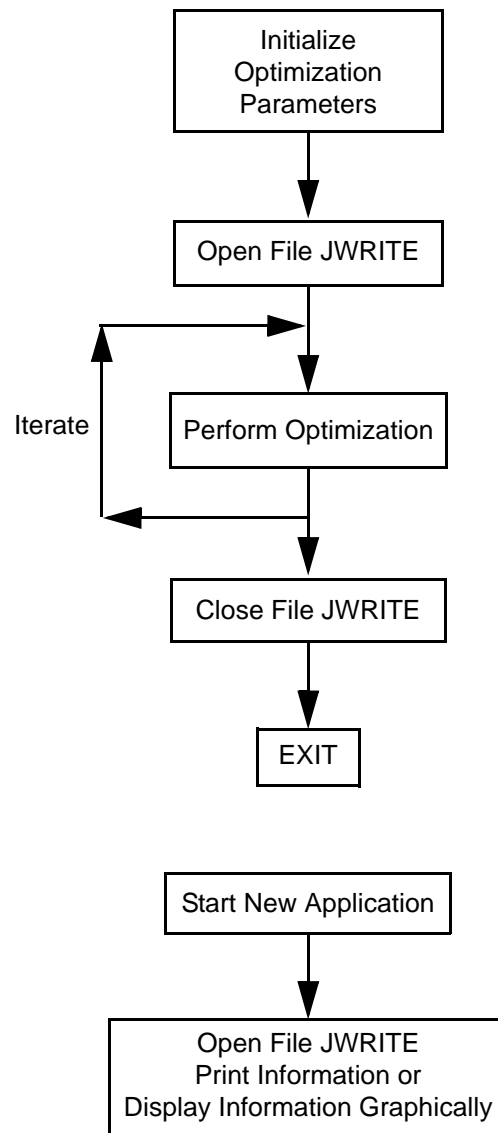 Initialize
Optimization
Parameters
Open File JWRITE
Iterate
Perform Optimization
Close File JWRITE
EXIT
Start New Application
Open File JWRITE
Print Information or
Display Information Graphically